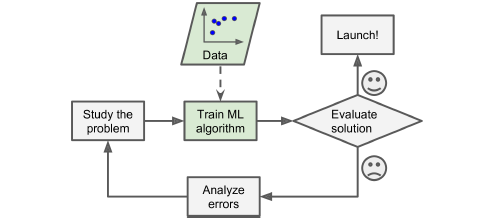 Data
Launch!
Study the
problem
Train ML
algorithm
Evaluate
solution
Analyze
errors